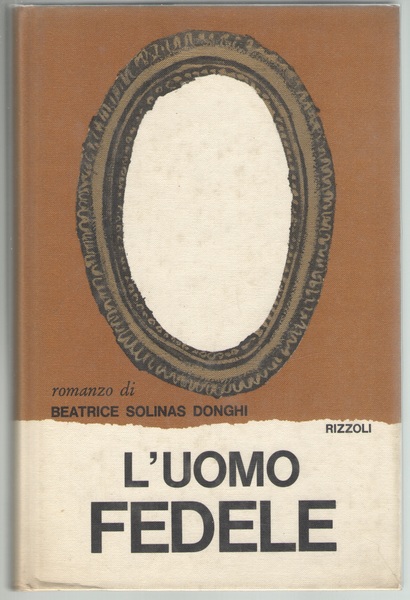 romanzo di
BEATRICE SOLINAS DONGHI
RIZZOLI
L'UOMO
FEDELE